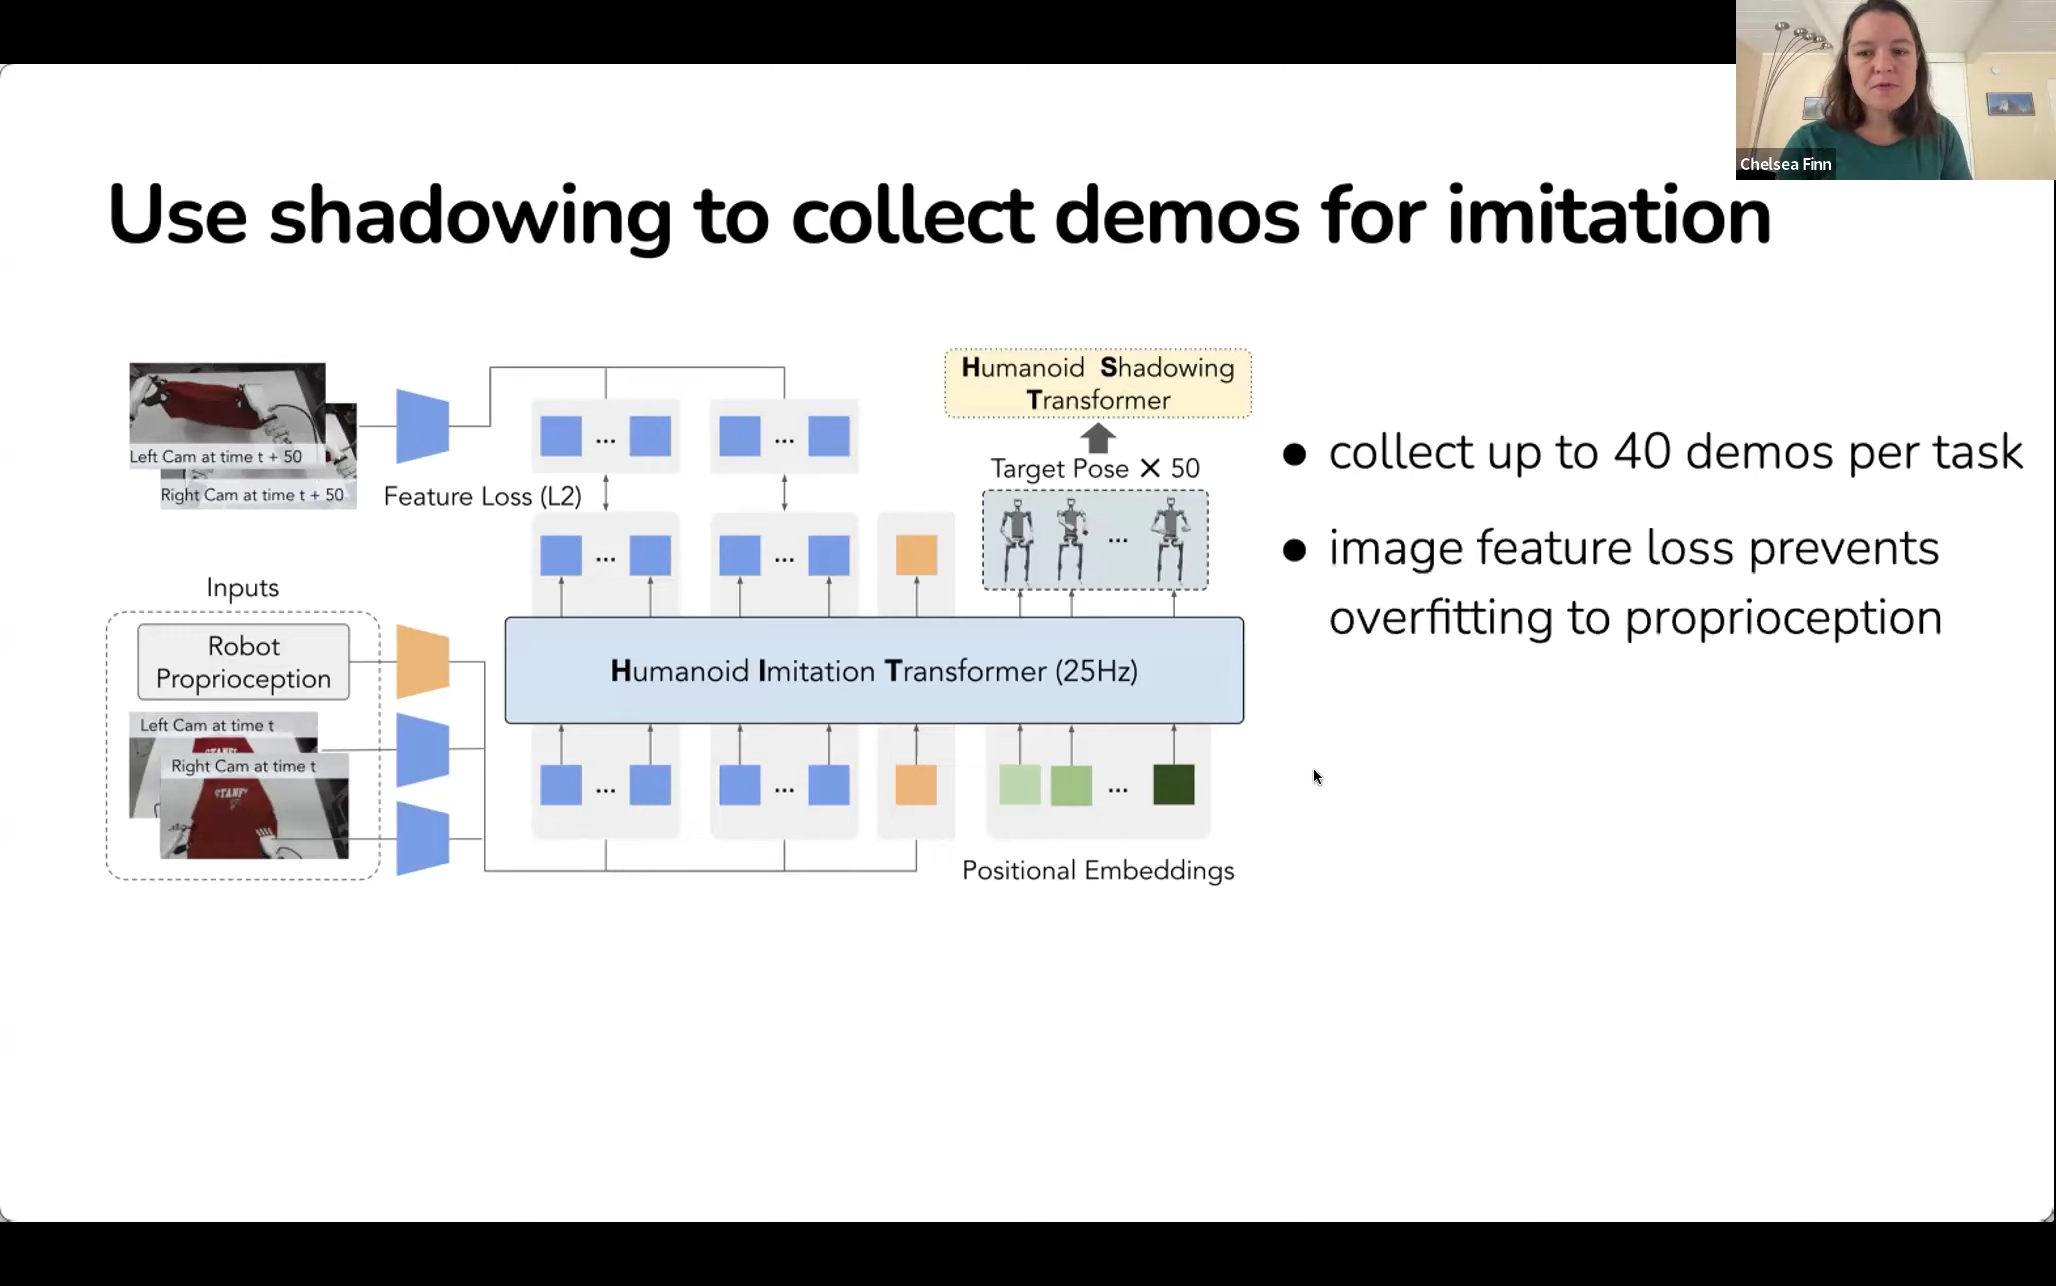 Chelsea Finn
Use shadowing to collect demos for imitation
Left Cam at time t + 50
Right Cam at time t + 50
Feature Loss (L2)
... ...
... ...
Humanoid Shadowing
Transformer
Target Pose ✕ 50
...
Inputs
Robot
Proprioception
Left Cam at time t
Right Cam at time t
Humanoid Imitation Transformer (25Hz)
... ... ...
Positional Embeddings
● collect up to 40 demos per task
● image feature loss prevents
overfitting to proprioception